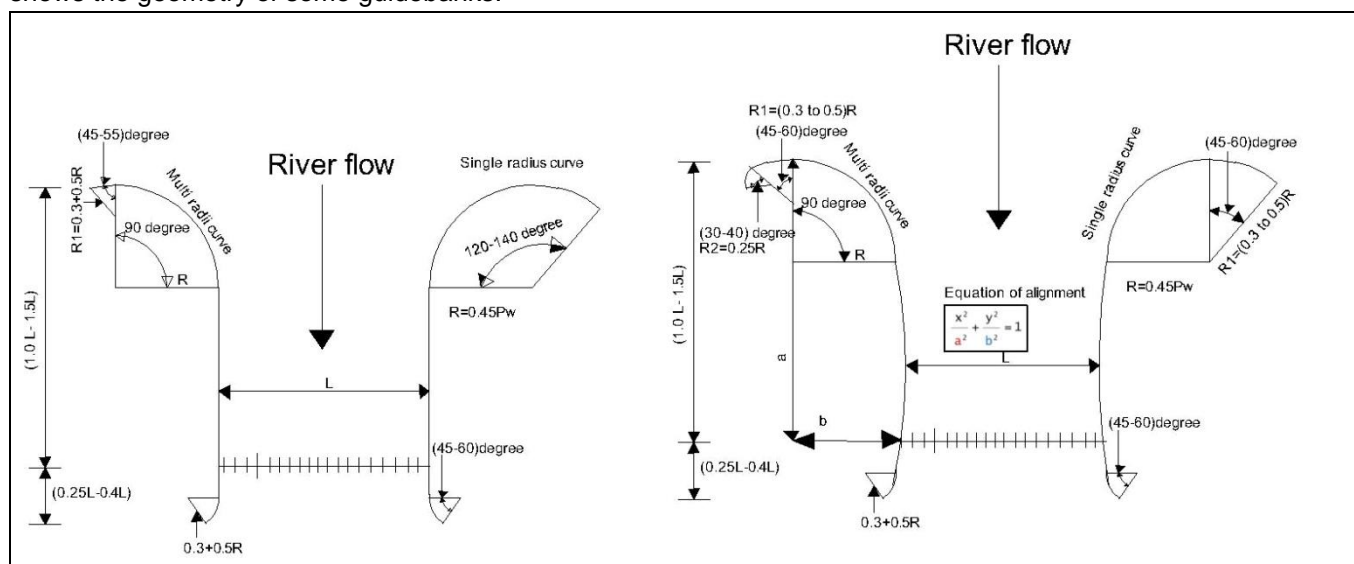 shows the geometry of some guidebanks.
River flow
(45-55)degree
Multi radii curve
R1=0.3+0.5R
90 degree
R
River flow
Single radius curve
120-140 degree
R=0.45Pw
(1.0 L- 1.5L)
L
(45-60)degree
(0.25L-0.4L)
0.3+0.5R
R1=(0.3 to 0.5)R
(45-60)degree
Multi radii curve
90 degree
(30-40) degree
R2=0.25R
R
Single radius curve
(45-60)degree
R1=(0.3 to 0.5)R
R=0.45Pw
Equation of alignment
x²/a² + y²/b² = 1
(1.0 L- 1.5L)
a
L
b
(45-60)degree
(0.25L-0.4L)
0.3+0.5R